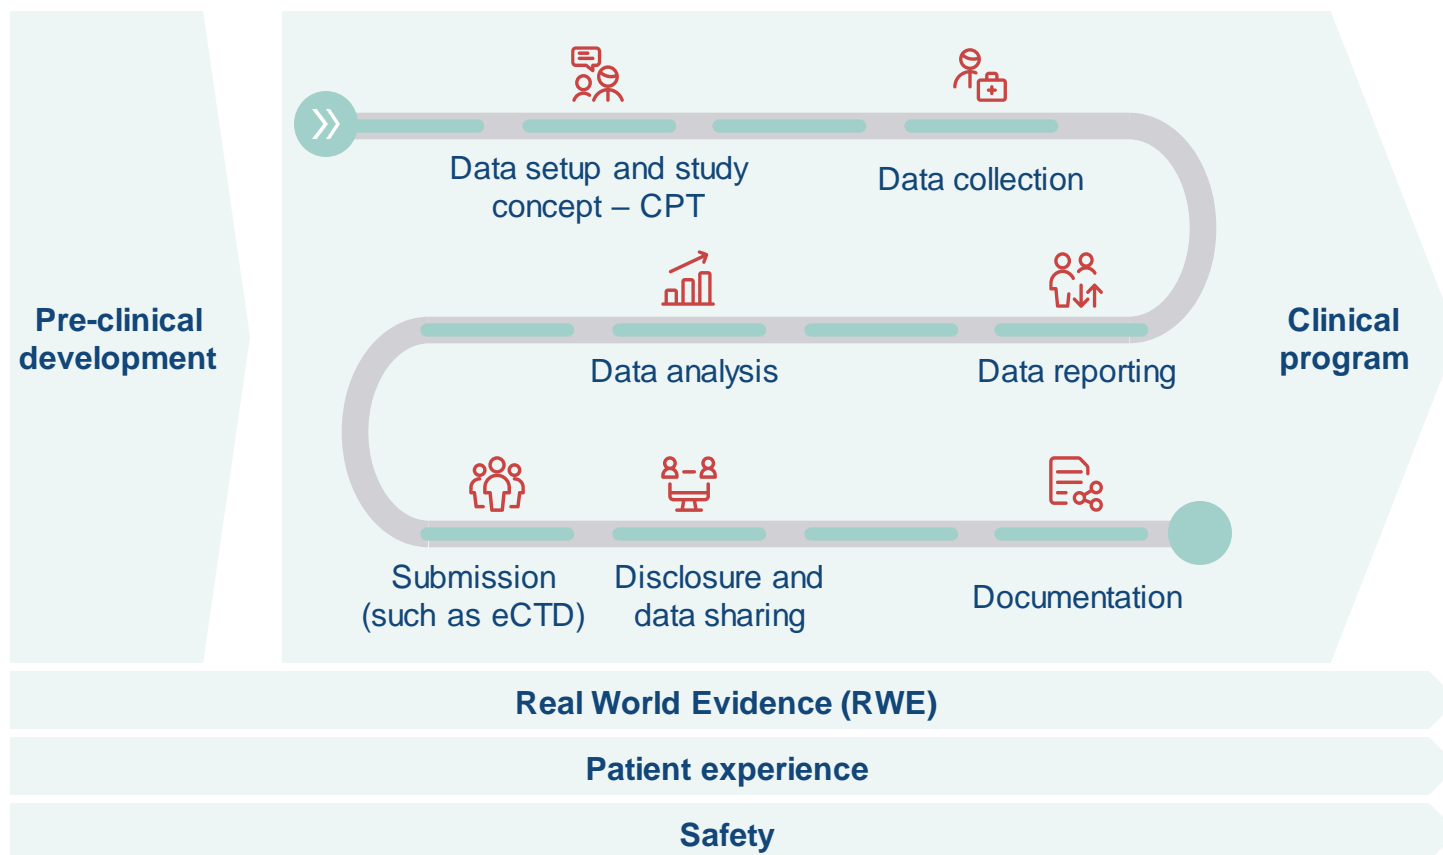 Data setup and study
concept – CPT
Data collection
Pre-clinical
development
Data analysis
Data reporting
Clinical
program
Submission
(such as eCTD)
Disclosure and
data sharing
Documentation
Real World Evidence (RWE)
Patient experience
Safety